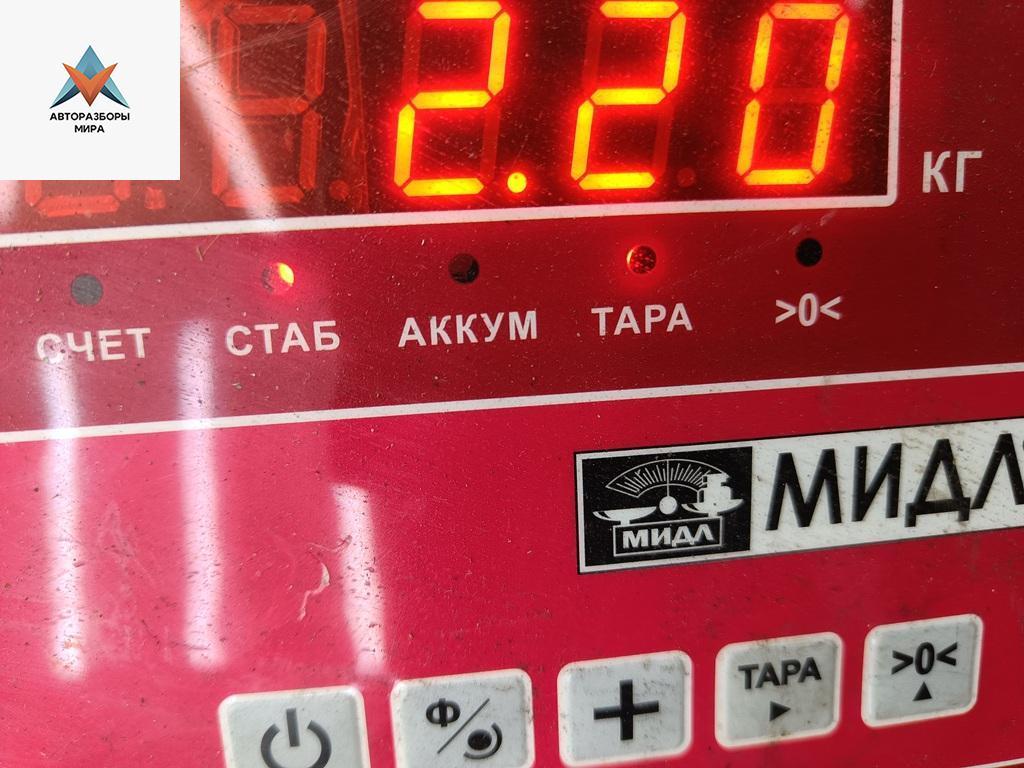 АВТОРАЗБОРЫ
МИРА
2.20
КГ
СЧЕТ СТАБ АККУМ ТАРА >0<
МИДЛ МИДЛ
Ф/ + ТАРА >0<